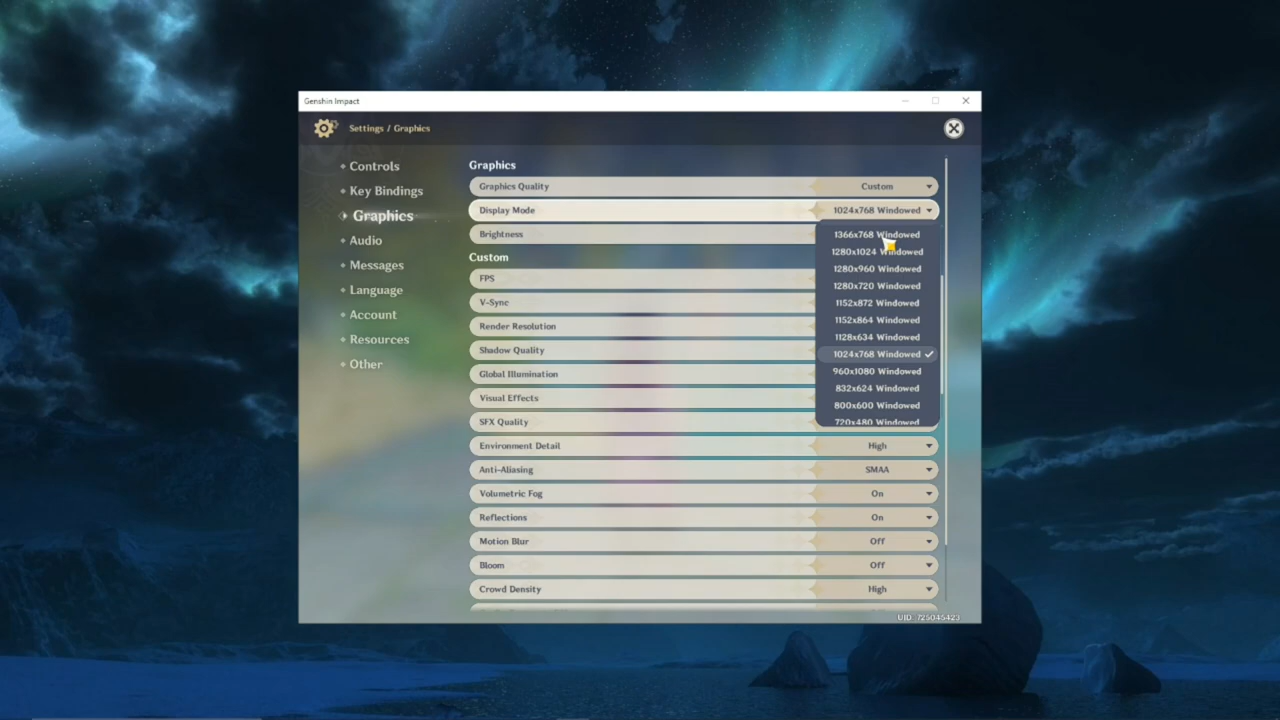 Genshin Impact
Settings / Graphics
Controls
Key Bindings
Graphics
Audio
Messages
Language
Account
Resources
Other
Graphics
Graphics Quality Custom
Display Mode 1024x768 Windowed
Brightness
1366x768 Windowed
1280x1024 Windowed
1280x960 Windowed
1280x720 Windowed
1152x872 Windowed
1152x864 Windowed
1128x634 Windowed
1024x768 Windowed
960x1080 Windowed
832x624 Windowed
800x600 Windowed
720x480 Windowed
Custom
FPS
V-Sync
Render Resolution
Shadow Quality
Global Illumination
Visual Effects
SFX Quality
Environment Detail High
Anti-Aliasing SMAA
Volumetric Fog On
Reflections On
Motion Blur Off
Bloom Off
Crowd Density High
UID: 725045423